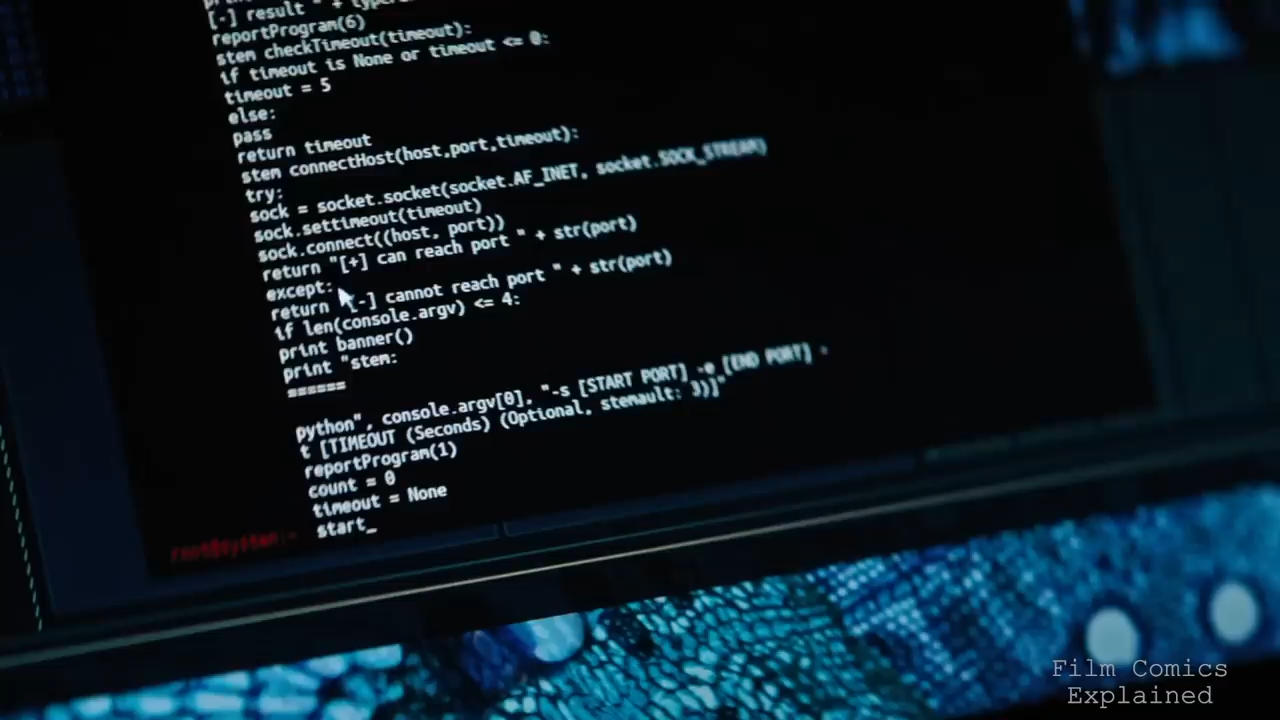 [-] result " +
reportProgram(6)
stem checkTimeout(timeout):
if timeout is None or timeout <= 0:
timeout = 5
else:
pass
return timeout
stem connectHost(host,port,timeout):
try:
sock = socket.socket(socket.AF_INET, socket.SOCK_STREAM)
sock.settimeout(timeout)
sock.connect((host, port))
return "[+] can reach port " + str(port)
except:
return "[-] cannot reach port " + str(port)
if len(console.argv) <= 4:
print banner()
print "stem:
======
python", console.argv[0], "-s [START PORT] -e [END PORT] -
t [TIMEOUT (Seconds) (Optional, stemault: 3)]"
reportProgram(1)
count = 0
timeout = None
root@system:~ start_
Film Comics
Explained